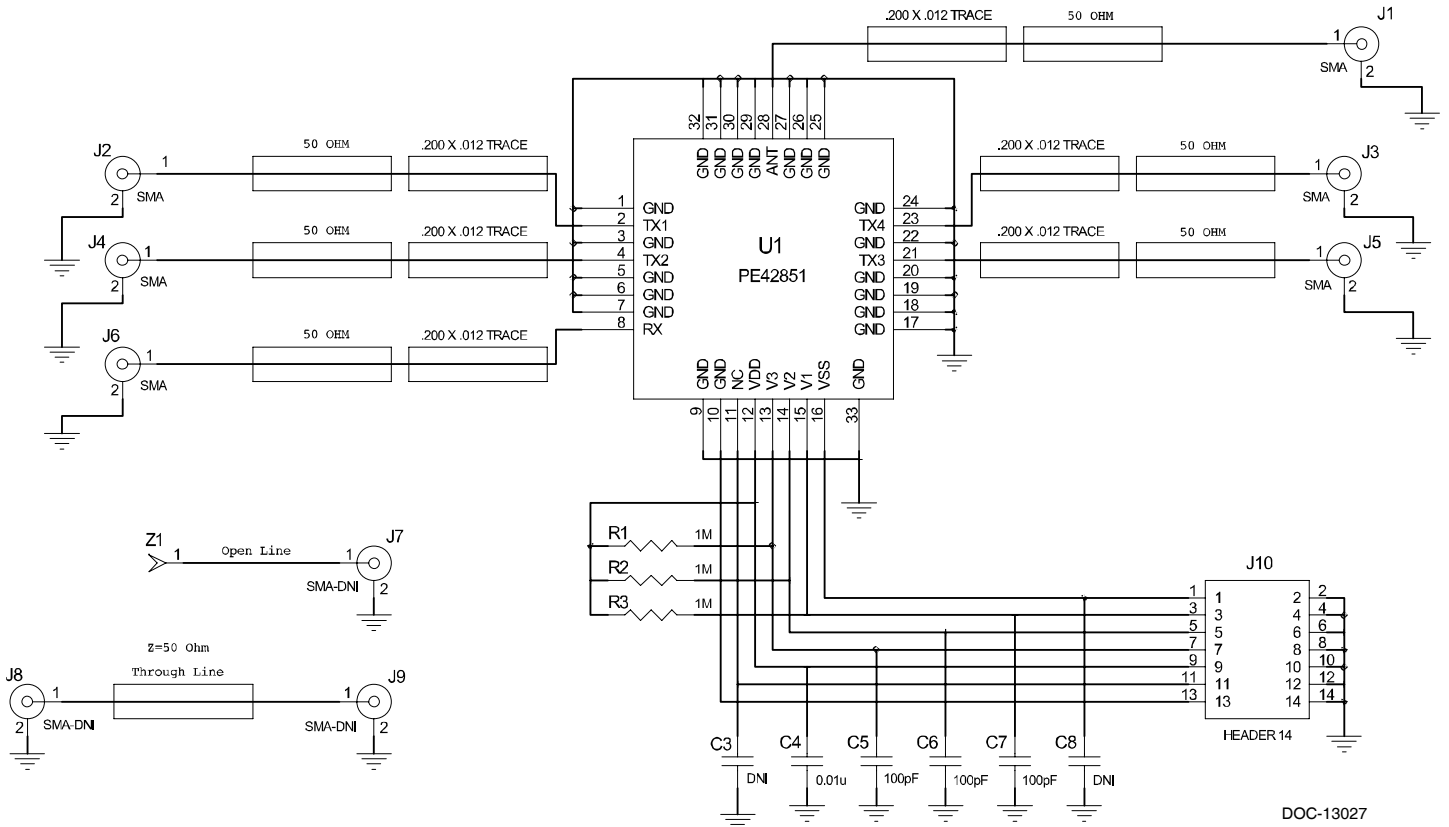 .200 X .012 TRACE
50 OHM
J1
1
SMA
2
32
31
30
29
28
27
26
25
GND
GND
GND
GND
ANT
GND
GND
GND
J2
1
2
SMA
50 OHM
.200 X .012 TRACE
J4
1
2
SMA
50 OHM
.200 X .012 TRACE
J6
1
2
SMA
50 OHM
.200 X .012 TRACE
1 GND
2 TX1
3 GND
4 TX2
5 GND
6 GND
7 GND
8 RX
U1
PE42851
GND 24
TX4 23
GND 22
TX3 21
GND 20
GND 19
GND 18
GND 17
.200 X .012 TRACE
50 OHM
J3
1
SMA
2
.200 X .012 TRACE
50 OHM
J5
1
SMA
2
GND
GND
NC
VDD
V3
V2
V1
VSS
GND
9
10
11
12
13
14
15
16
33
R1 1M
R2 1M
R3 1M
Z1
1
Open Line
1
J7
SMA-DNI
2
Z=50 Ohm
Through Line
J8
1
2
SMA-DNI
1
J9
SMA-DNI
2
J10
1 1 2 2
3 3 4 4
5 5 6 6
7 7 8 8
9 9 10 10
11 11 12 12
13 13 14 14
HEADER 14
C3
DNI
C4
0.01u
C5
100pF
C6
100pF
C7
100pF
C8
DNI
DOC-13027